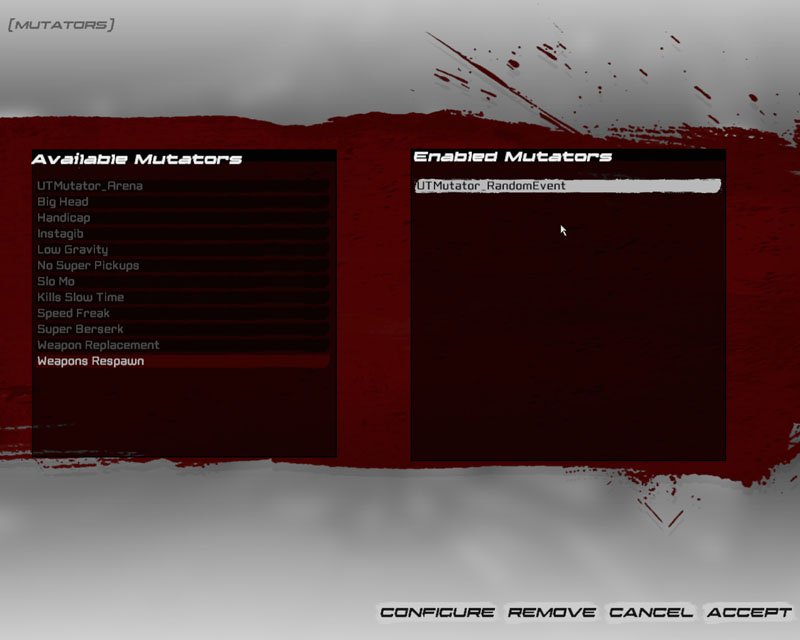 [MUTATORS]
Available Mutators
UTMutator_Arena
Big Head
Handicap
Instagib
Low Gravity
No Super Pickups
Slo Mo
Kills Slow Time
Speed Freak
Super Berserk
Weapon Replacement
Weapons Respawn
Enabled Mutators
UTMutator_RandomEvent
CONFIGURE REMOVE CANCEL ACCEPT